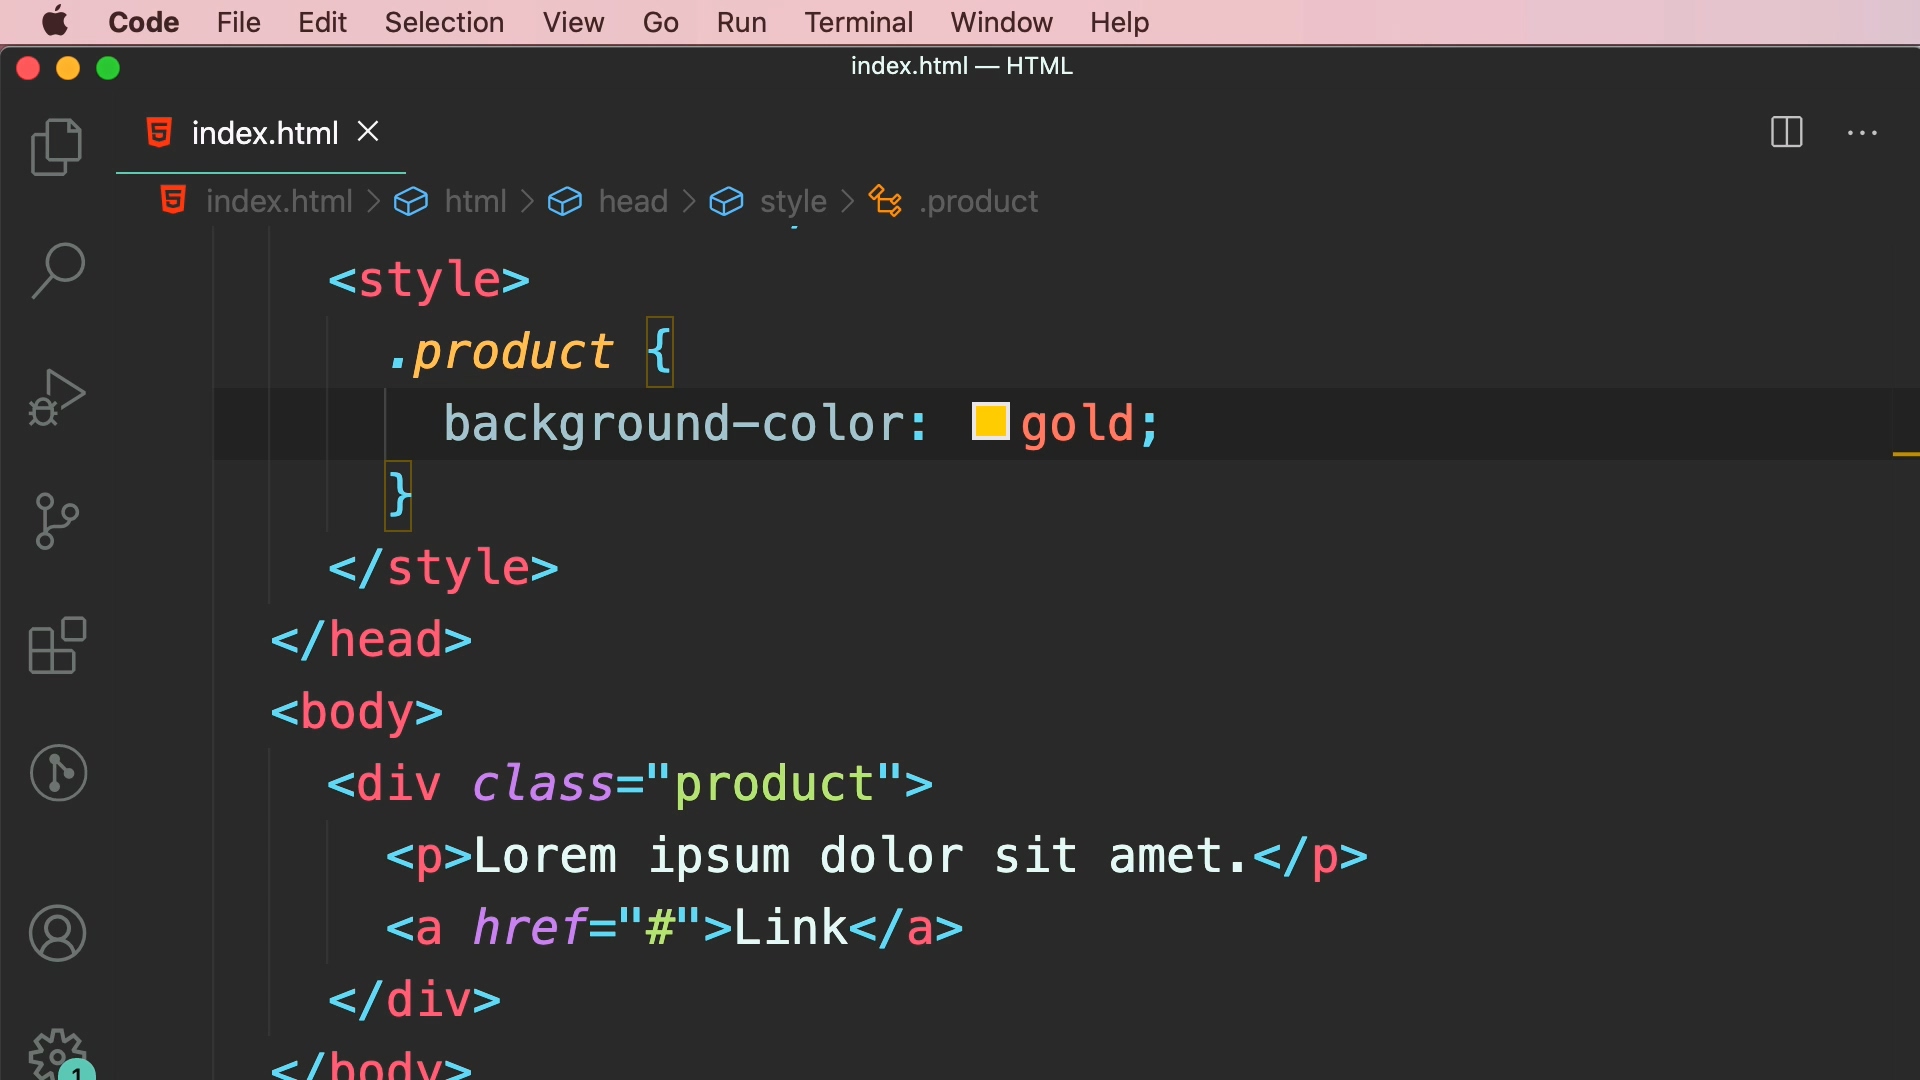 Code File Edit Selection View Go Run Terminal Window Help
index.html — HTML
index.html
index.html html head style .product
<style>
.product {
background-color: gold;
}
</style>
</head>
<body>
<div class="product">
<p>Lorem ipsum dolor sit amet.</p>
<a href="#">Link</a>
</div>
</body>
1